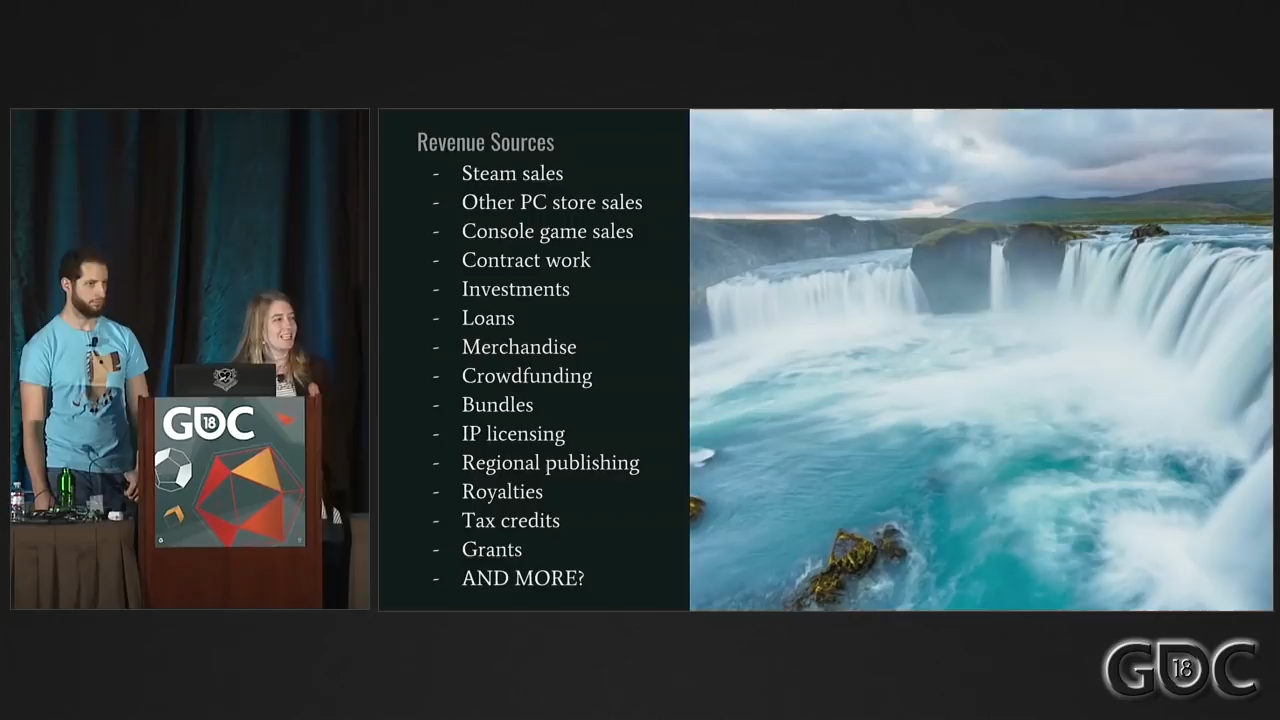 Revenue Sources
- Steam sales
- Other PC store sales
- Console game sales
- Contract work
- Investments
- Loans
- Merchandise
- Crowdfunding
- Bundles
- IP licensing
- Regional publishing
- Royalties
- Tax credits
- Grants
- AND MORE?
GDC 18
GDC 18